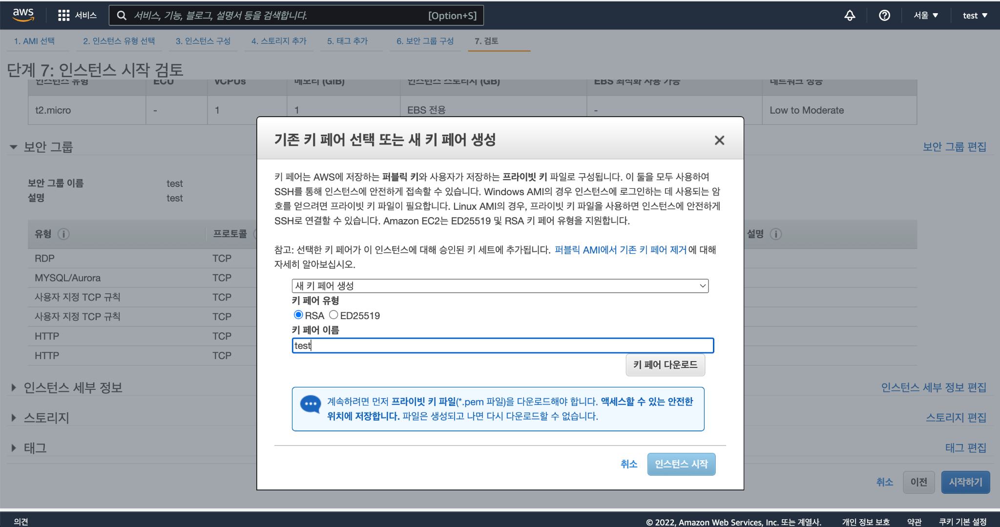 aws
서비스
서비스, 기능, 블로그, 설명서 등을 검색합니다.
[Option+S]
서울 ▼
test ▼
1. AMI 선택
2. 인스턴스 유형 선택
3. 인스턴스 구성
4. 스토리지 추가
5. 태그 추가
6. 보안 그룹 구성
7. 검토
단계 7: 인스턴스 시작 검토
인스턴스 유형
ECU
vCPUs
메모리 (GiB)
인스턴스 스토리지 (GB)
EBS 최적화 사용 가능
네트워크 성능
t2.micro
-
1
1
EBS 전용
-
Low to Moderate
보안 그룹
보안 그룹 편집
보안 그룹 이름
test
설명
test
유형
프로토콜
설명
RDP
TCP
MYSQL/Aurora
TCP
사용자 지정 TCP 규칙
TCP
사용자 지정 TCP 규칙
TCP
HTTP
TCP
HTTP
TCP
인스턴스 세부 정보
인스턴스 세부 정보 편집
스토리지
스토리지 편집
태그
태그 편집
취소
이전
시작하기
기존 키 페어 선택 또는 새 키 페어 생성
키 페어는 AWS에 저장하는 퍼블릭 키와 사용자가 저장하는 프라이빗 키 파일로 구성됩니다. 이 둘을 모두 사용하여
SSH를 통해 인스턴스에 안전하게 접속할 수 있습니다. Windows AMI의 경우 인스턴스에 로그인하는 데 사용되는 암
호를 얻으려면 프라이빗 키 파일이 필요합니다. Linux AMI의 경우, 프라이빗 키 파일을 사용하면 인스턴스에 안전하게
SSH로 연결할 수 있습니다. Amazon EC2는 ED25519 및 RSA 키 페어 유형을 지원합니다.
참고: 선택한 키 페어가 이 인스턴스에 대해 승인된 키 세트에 추가됩니다. 퍼블릭 AMI에서 기존 키 페어 제거 에 대해
자세히 알아보십시오.
새 키 페어 생성
키 페어 유형
RSA
ED25519
키 페어 이름
test
키 페어 다운로드
계속하려면 먼저 프라이빗 키 파일(*.pem 파일)을 다운로드해야 합니다. 액세스할 수 있는 안전한
위치에 저장합니다. 파일은 생성되고 나면 다시 다운로드할 수 없습니다.
취소
인스턴스 시작
의견
© 2022, Amazon Web Services, Inc. 또는 계열사.
개인 정보 보호
약관
쿠키 기본 설정